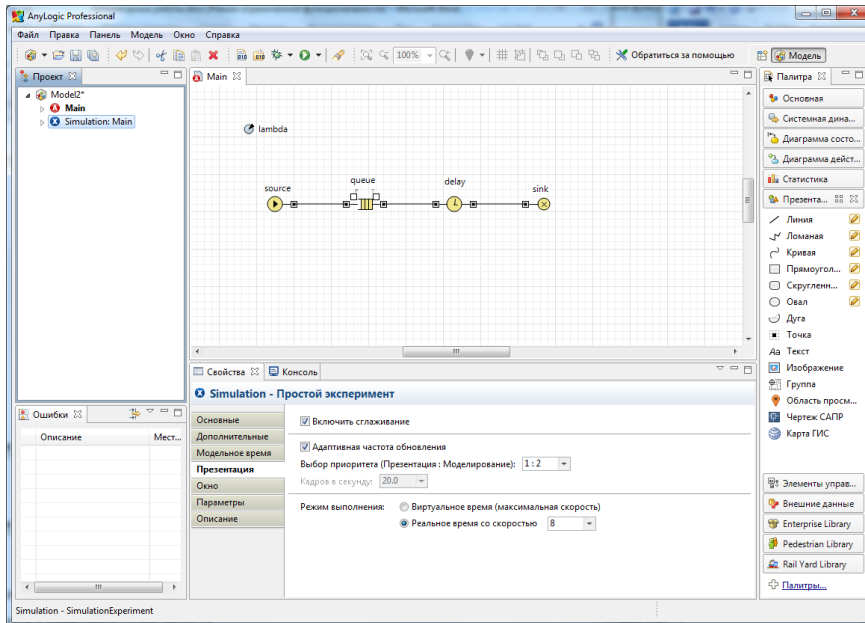 AnyLogic Professional
Файл Правка Панель Модель Окно Справка
100% Обратиться за помощью Модель
Проект
Model2*
Main
Simulation: Main
Main
lambda
source
queue
delay
sink
Свойства Консоль
Simulation - Простой эксперимент
Основные
Дополнительные
Модельное время
Презентация
Окно
Параметры
Описание
Включить сглаживание
Адаптивная частота обновления
Выбор приоритета (Презентация : Моделирование): 1 : 2
Кадров в секунду: 20.0
Режим выполнения: Виртуальное время (максимальная скорость)
Реальное время со скоростью 8
Ошибки
Описание Мест...
Палитра
Основная
Системная дина...
Диаграмма состо...
Диаграмма дейст...
Статистика
Презента...
Линия
Ломаная
Кривая
Прямоугол...
Скругленн...
Овал
Дуга
Точка
Aa Текст
Изображение
Группа
Область просм...
Чертеж САПР
Карта ГИС
Элементы управ...
Внешние данные
Enterprise Library
Pedestrian Library
Rail Yard Library
Палитры...
Simulation - SimulationExperiment